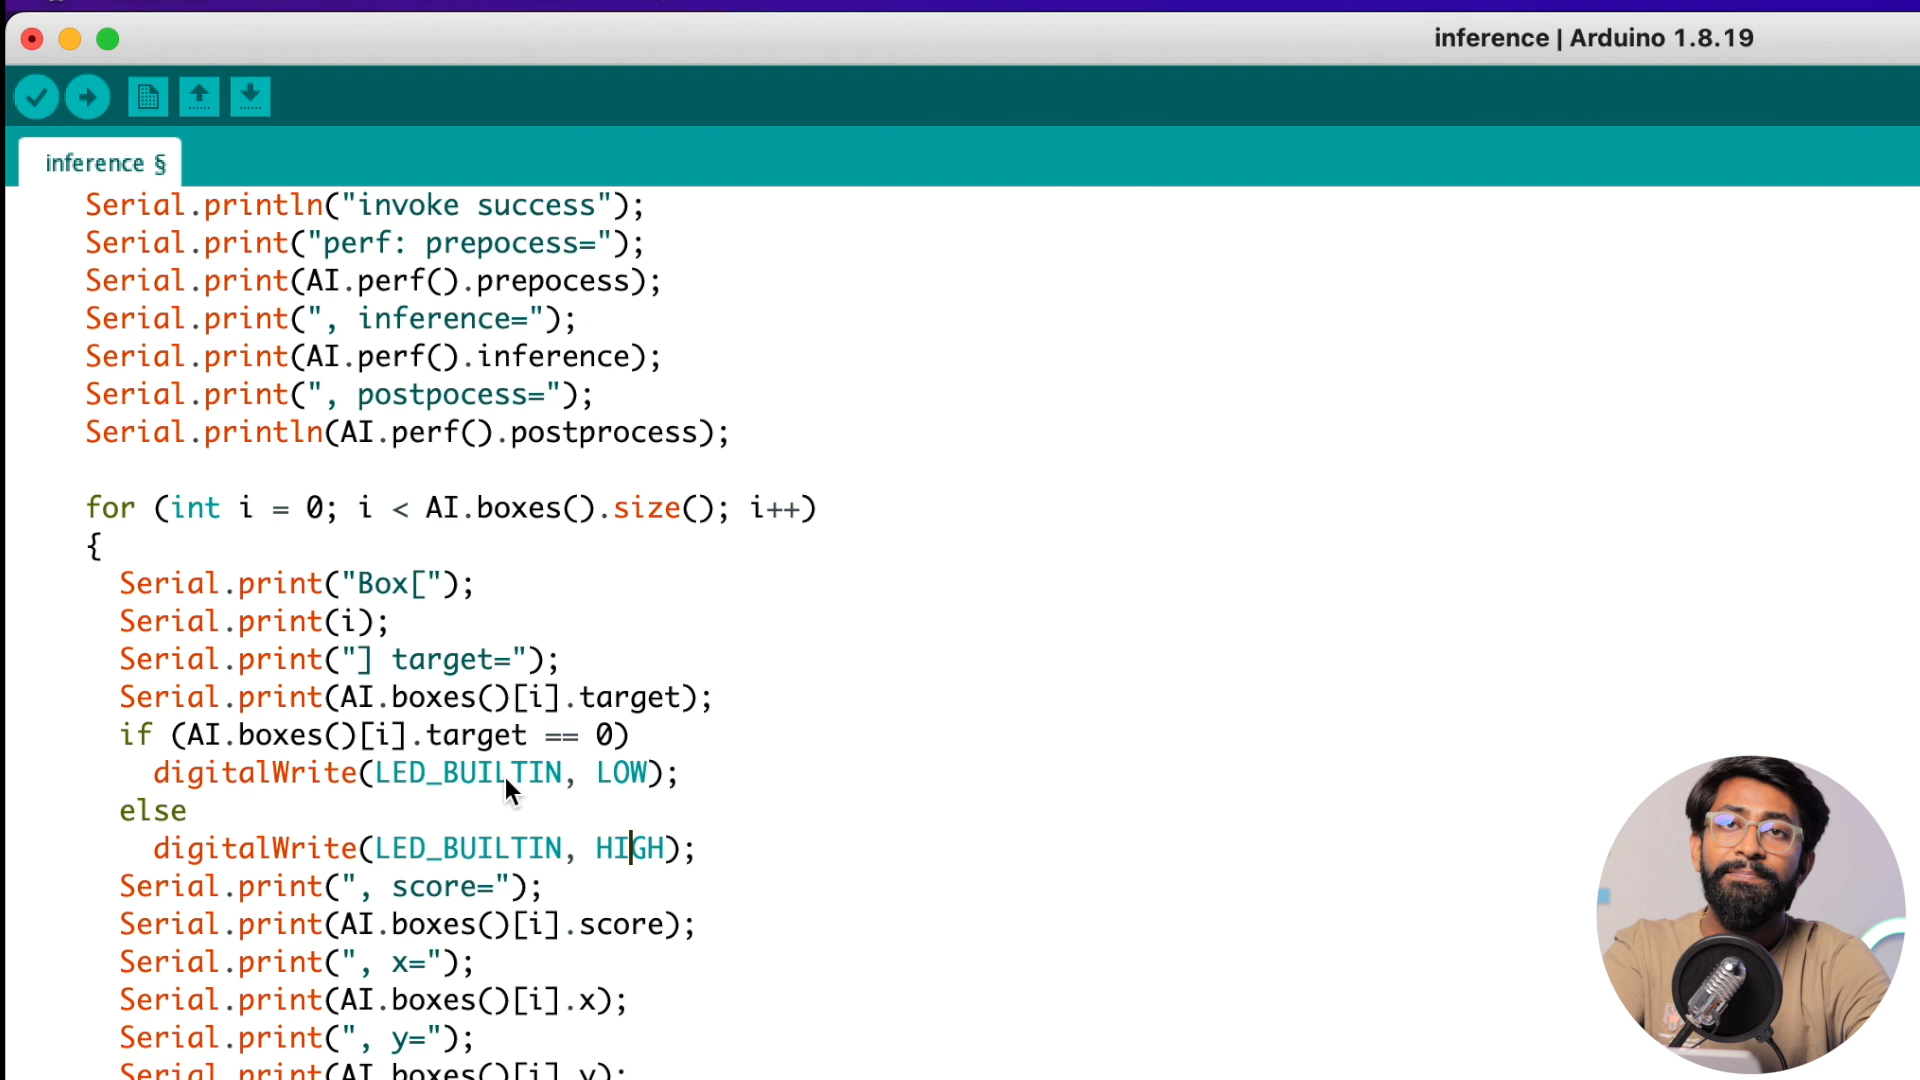 inference | Arduino 1.8.19
inference §
Serial.println("invoke success");
Serial.print("perf: prepocess=");
Serial.print(AI.perf().prepocess);
Serial.print(", inference=");
Serial.print(AI.perf().inference);
Serial.print(", postpocess=");
Serial.println(AI.perf().postprocess);
for (int i = 0; i < AI.boxes().size(); i++)
{
Serial.print("Box[");
Serial.print(i);
Serial.print("] target=");
Serial.print(AI.boxes()[i].target);
if (AI.boxes()[i].target == 0)
digitalWrite(LED_BUILTIN, LOW);
else
digitalWrite(LED_BUILTIN, HIGH);
Serial.print(", score=");
Serial.print(AI.boxes()[i].score);
Serial.print(", x=");
Serial.print(AI.boxes()[i].x);
Serial.print(", y=");
Serial.print(AI.boxes()[i].y);